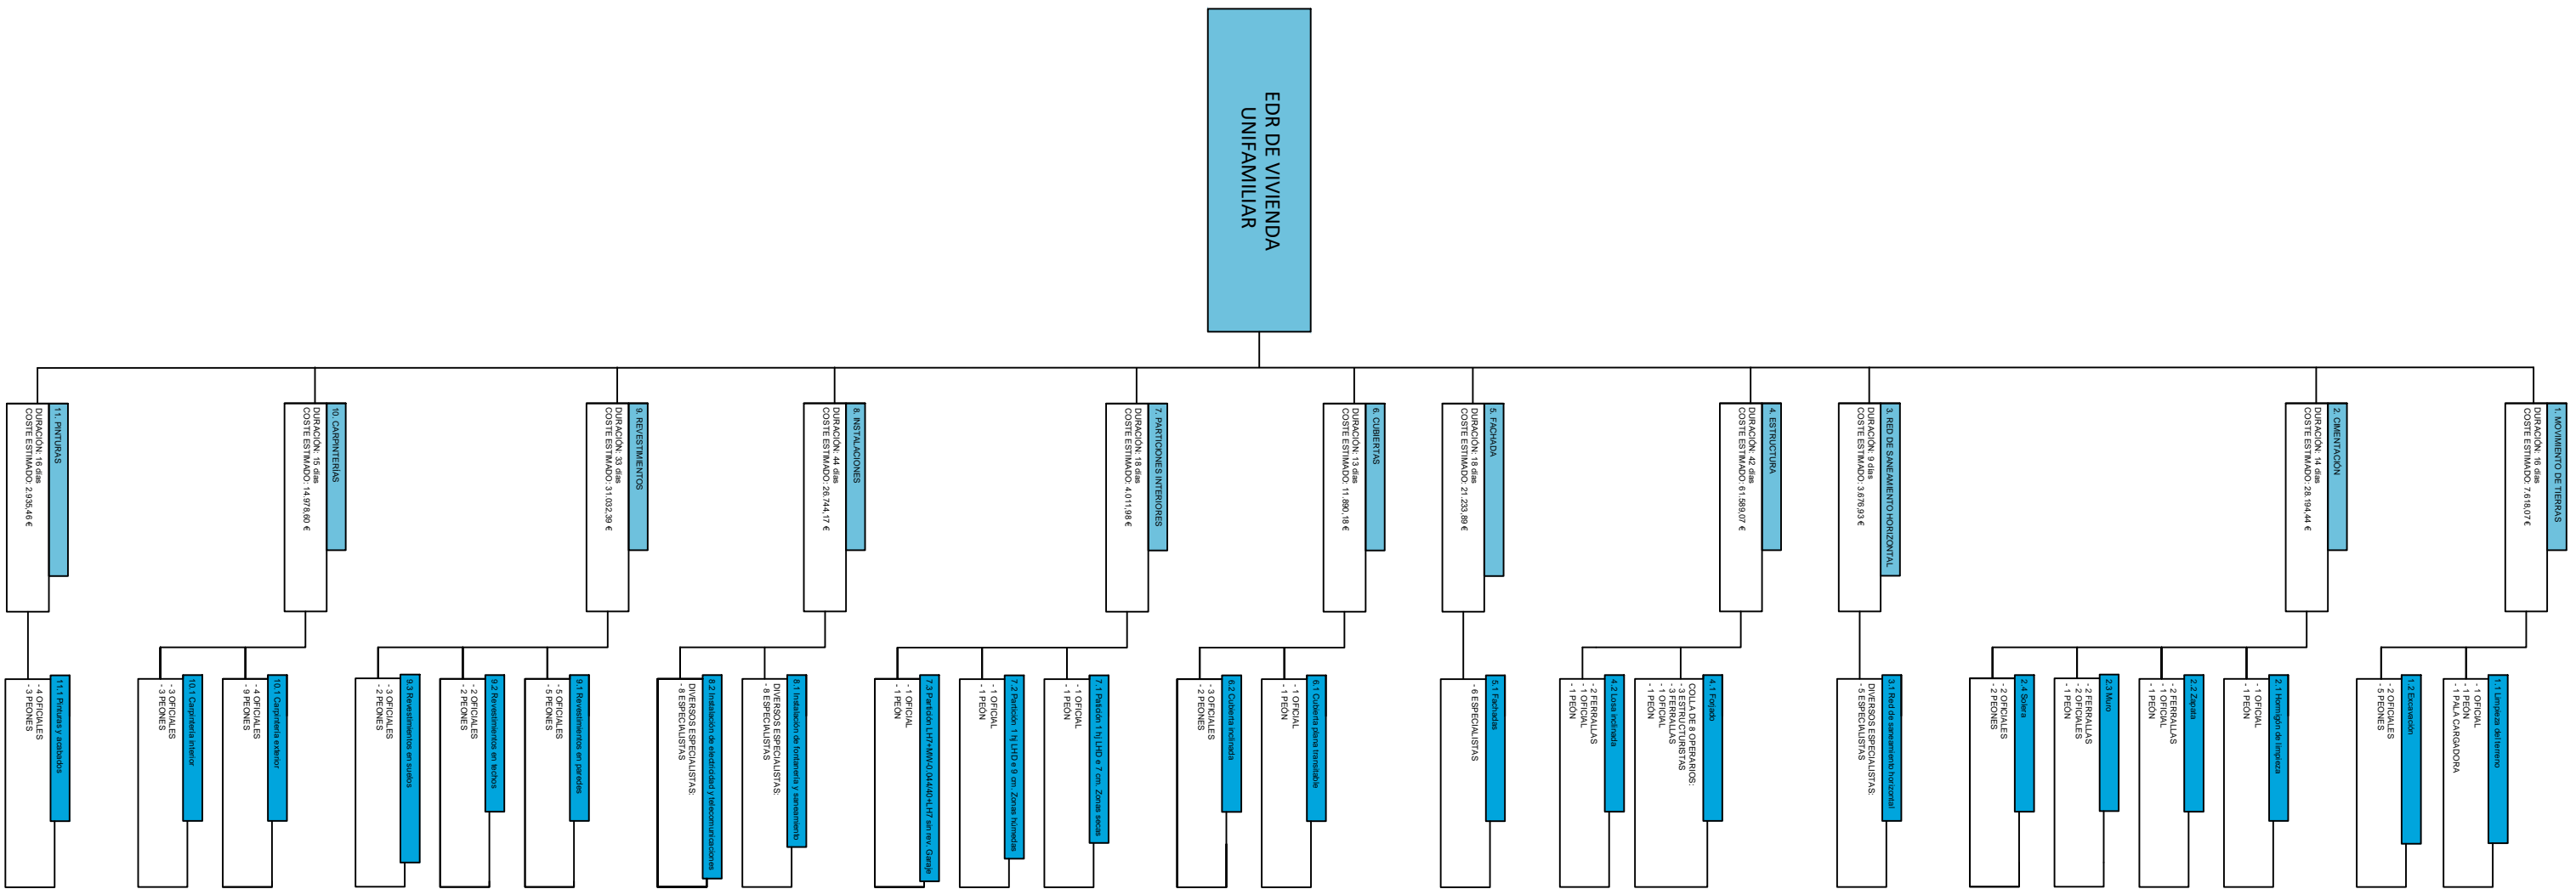 EDR DE VIVIENDA
UNIFAMILIAR
1. MOVIMIENTO DE TIERRAS
DURACIÓN: 16 días
COSTE ESTIMADO: 7.618,07 €
1.1 Limpieza del terreno
- 1 OFICIAL
- 1 PEÓN
- 1 PALA CARGADORA
1.2 Excavación
- 2 OFICIALES
- 5 PEONES
2. CIMENTACIÓN
DURACIÓN: 14 días
COSTE ESTIMADO: 28.194,44 €
2.1 Hormigón de limpieza
- 1 OFICIAL
- 1 PEÓN
2.2 Zapata
- 2 FERRALLAS
- 1 OFICIAL
- 1 PEÓN
2.3 Muro
- 2 FERRALLAS
- 2 OFICIALES
- 1 PEÓN
2.4 Solera
- 2 OFICIALES
- 2 PEONES
3. RED DE SANEAMIENTO HORIZONTAL
DURACIÓN: 9 días
COSTE ESTIMADO: 3.676,93 €
3.1 Red de saneamiento horizontal
DIVERSOS ESPECIALISTAS:
- 5 ESPECIALISTAS
4. ESTRUCTURA
DURACIÓN: 42 días
COSTE ESTIMADO: 61.589,07 €
4.1 Forjado
COLLA DE 8 OPERARIOS:
- 3 ESTRUCTURISTAS
- 3 FERRALLAS
- 1 OFICIAL
- 1 PEÓN
4.2 Losa inclinada
- 2 FERRALLAS
- 1 OFICIAL
- 1 PEÓN
5. FACHADA
DURACIÓN: 18 días
COSTE ESTIMADO: 21.233,89 €
5.1 Fachadas
- 6 ESPECIALISTAS
6. CUBIERTAS
DURACIÓN: 13 días
COSTE ESTIMADO: 11.890,18 €
6.1 Cubierta plana transitable
- 1 OFICIAL
- 1 PEÓN
6.2 Cubierta inclinada
- 3 OFICIALES
- 2 PEONES
7. PARTICIONES INTERIORES
DURACIÓN: 18 días
COSTE ESTIMADO: 4.011,98 €
7.1 Patición 1 hj LHD e 7 cm. Zonas secas
- 1 OFICIAL
- 1 PEÓN
7.2 Partición 1 hj LHD e 9 cm. Zonas húmedas
- 1 OFICIAL
- 1 PEÓN
7.3 Partición LH7+MW-0,044/40+LH7 sin rev. Garaje
- 1 OFICIAL
- 1 PEÓN
8. INSTALACIONES
DURACIÓN: 44 días
COSTE ESTIMADO: 26.744,17 €
8.1 Instalación de fontanería y saneamiento
DIVERSOS ESPECIALISTAS:
- 8 ESPECIALISTAS
8.2 Instalación de electricidad y telecomunicaciones
DIVERSOS ESPECIALISTAS:
- 8 ESPECIALISTAS
9. REVESTIMIENTOS
DURACIÓN: 33 días
COSTE ESTIMADO: 31.032,39 €
9.1 Revestimientos en paredes
- 5 OFICIALES
- 5 PEONES
9.2 Revestimientos en techos
- 2 OFICIALES
- 2 PEONES
9.3 Revestimientos en suelos
- 3 OFICIALES
- 2 PEONES
10. CARPINTERÍAS
DURACIÓN: 15 días
COSTE ESTIMADO: 14.978,60 €
10.1 Carpintería exterior
- 4 OFICIALES
- 9 PEONES
10.1 Carpintería interior
- 3 OFICIALES
- 3 PEONES
11. PINTURAS
DURACIÓN: 16 días
COSTE ESTIMADO: 2.935,46 €
11.1 Pinturas y acabados
- 4 OFICIALES
- 3 PEONES